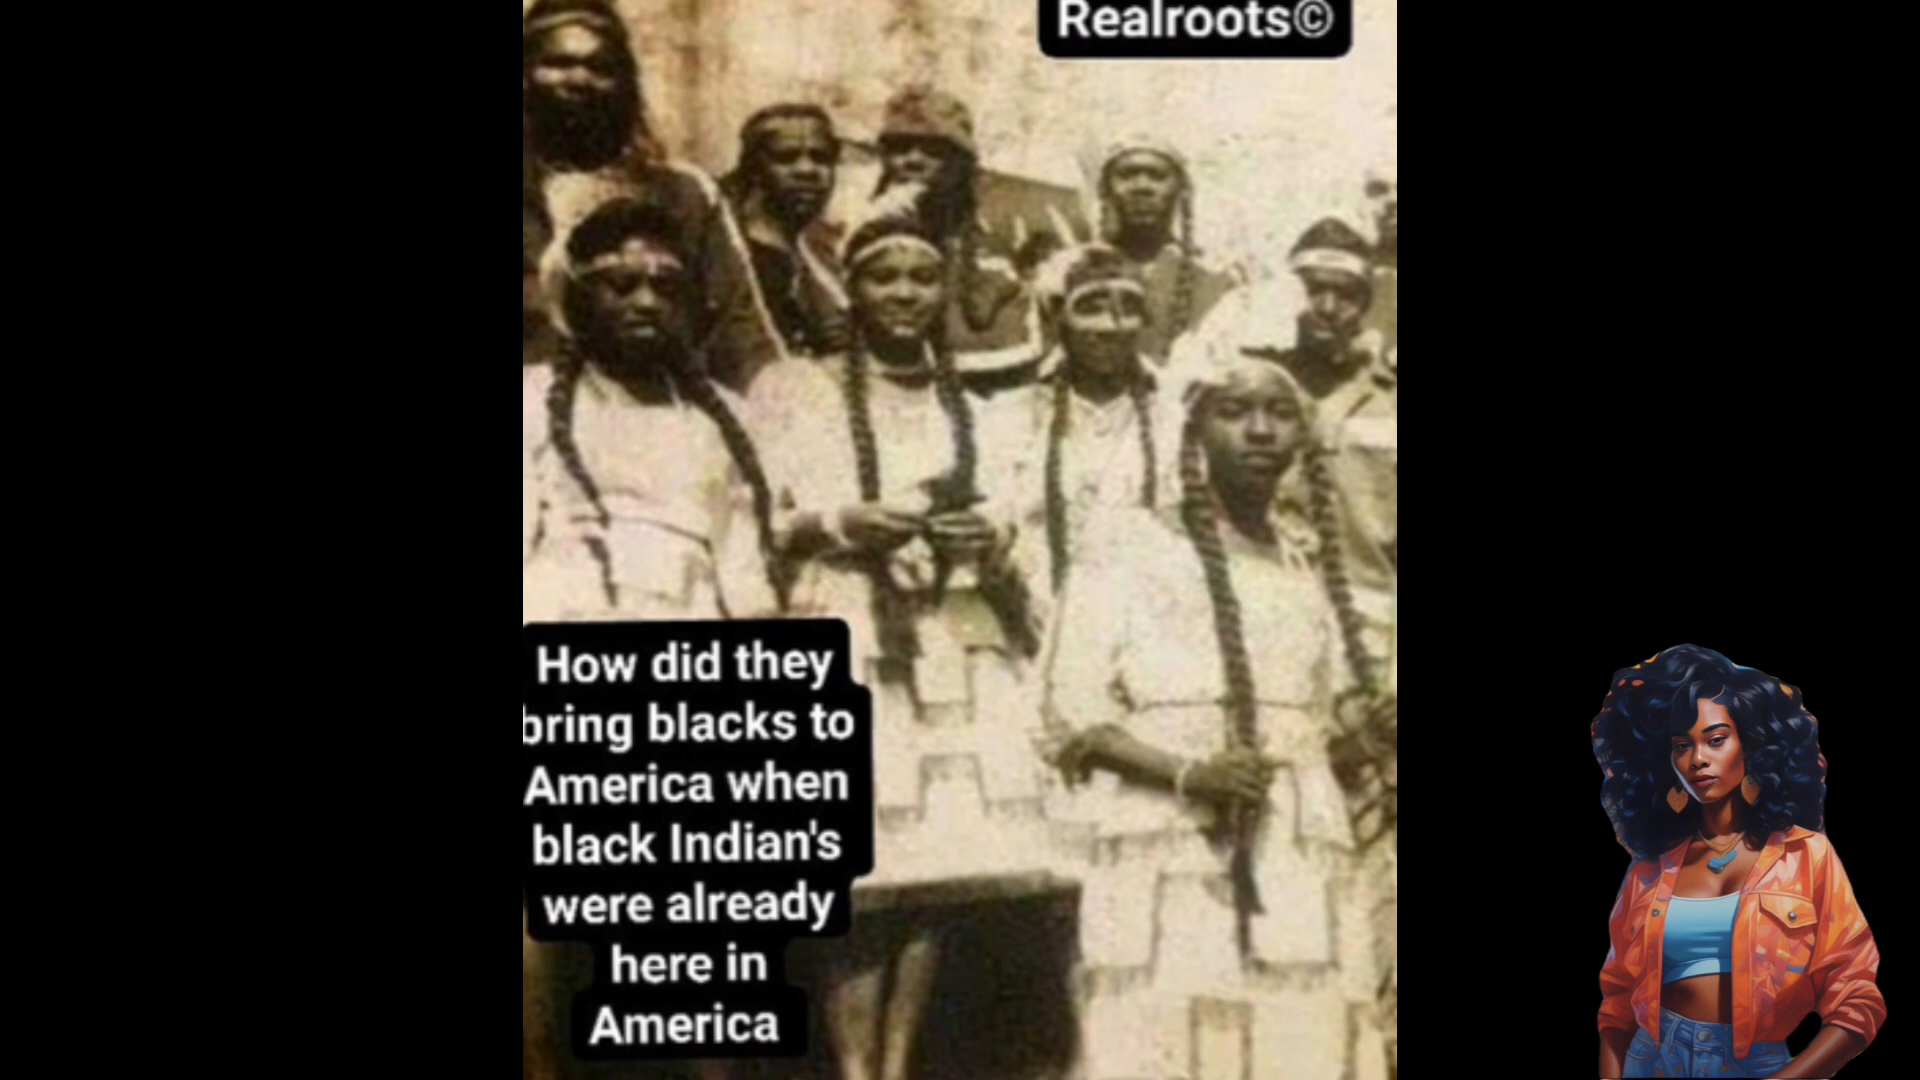 Realroots©
How did they
bring blacks to
America when
black Indian's
were already
here in
America